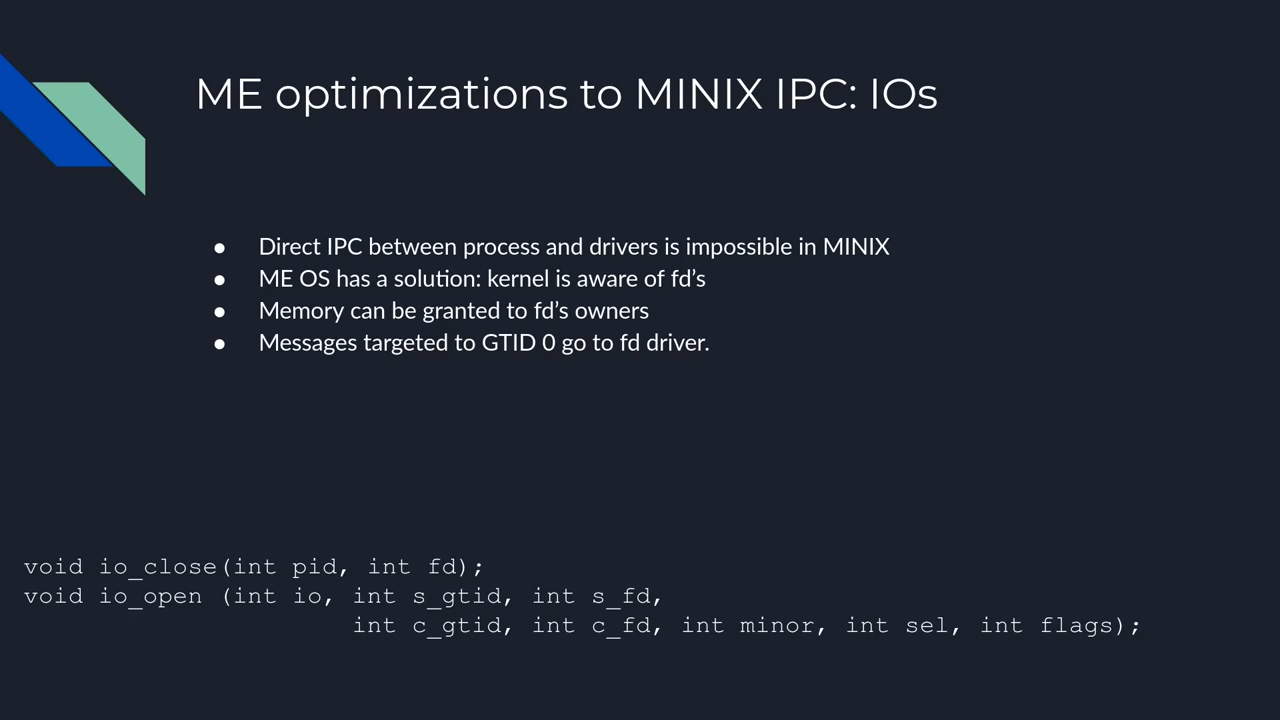 ME optimizations to MINIX IPC: IOs
● Direct IPC between process and drivers is impossible in MINIX
● ME OS has a solution: kernel is aware of fd’s
● Memory can be granted to fd’s owners
● Messages targeted to GTID 0 go to fd driver.
void io_close(int pid, int fd);
void io_open (int io, int s_gtid, int s_fd,
int c_gtid, int c_fd, int minor, int sel, int flags);